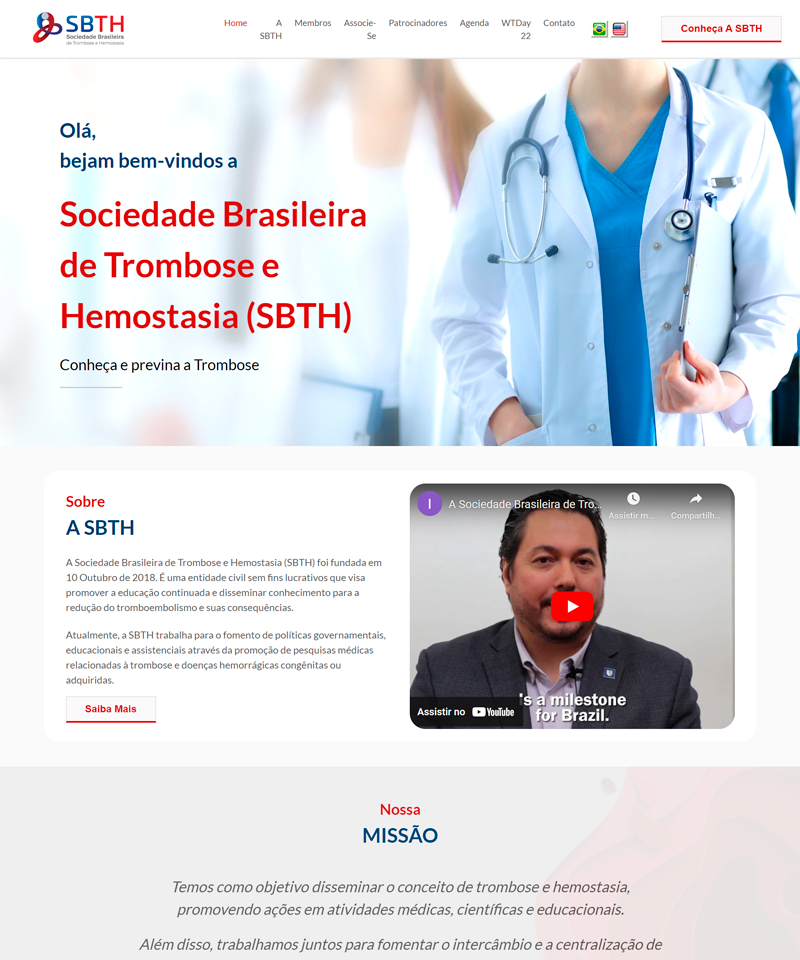 SBTH
Sociedade Brasileira
de Trombose e Hemostasia
Home
A
SBTH
Membros
Associe-
Se
Patrocinadores
Agenda
WTDay
22
Contato
Conheça A SBTH
Olá,
bejam bem-vindos a
Sociedade Brasileira
de Trombose e
Hemostasia (SBTH)
Conheça e previna a Trombose
Sobre
A SBTH
A Sociedade Brasileira de Trombose e Hemostasia (SBTH) foi fundada em
10 Outubro de 2018. É uma entidade civil sem fins lucrativos que visa
promover a educação continuada e disseminar conhecimento para a
redução do tromboembolismo e suas consequências.
Atualmente, a SBTH trabalha para o fomento de políticas governamentais,
educacionais e assistenciais através da promoção de pesquisas médicas
relacionadas à trombose e doenças hemorrágicas congênitas ou
adquiridas.
Saiba Mais
I
A Sociedade Brasileira de Tro...
Assistir m...
Compartilh...
's a milestone
for Brazil.
Assistir no YouTube
Nossa
MISSÃO
Temos como objetivo disseminar o conceito de trombose e hemostasia,
promovendo ações em atividades médicas, científicas e educacionais.
Além disso, trabalhamos juntos para fomentar o intercâmbio e a centralização de